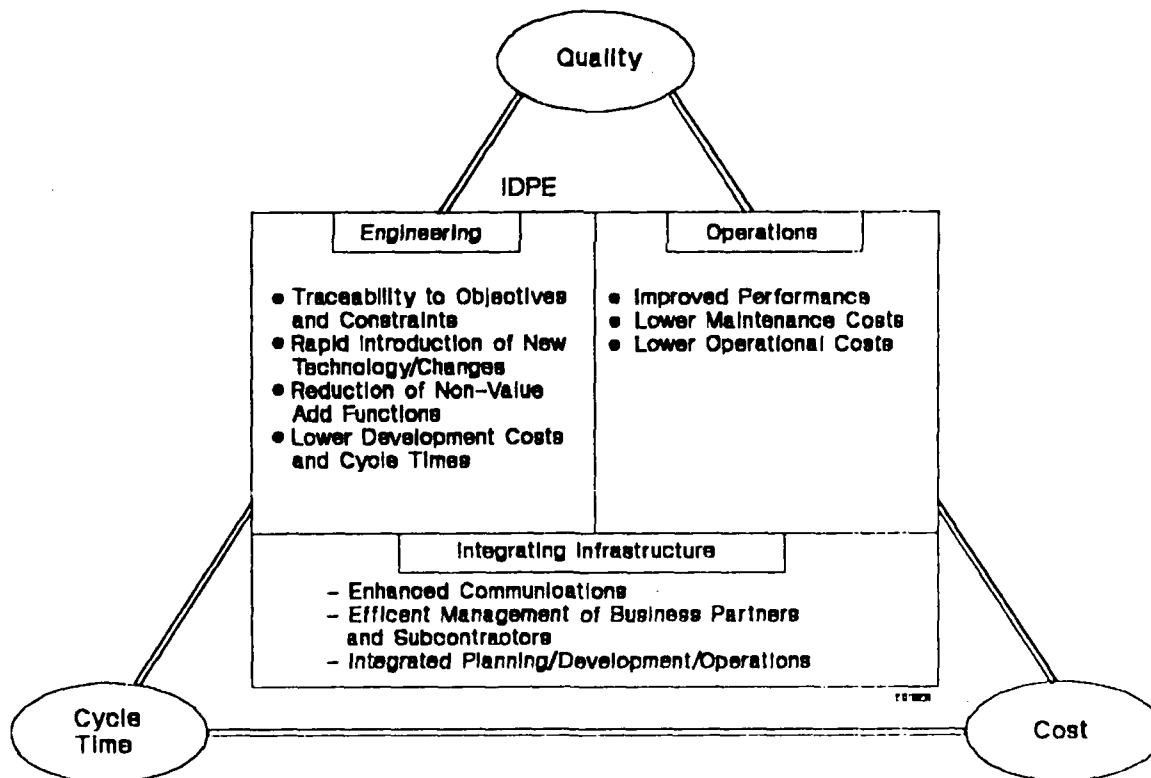 Quality
IDPE
Engineering
● Traceability to Objectives
and Constraints
● Rapid Introduction of New
Technology/Changes
● Reduction of Non-Value
Add Functions
● Lower Development Costs
and Cycle Times
Operations
● Improved Performance
● Lower Maintenance Costs
● Lower Operational Costs
Integrating Infrastructure
– Enhanced Communications
– Efficent Management of Business Partners
and Subcontractors
– Integrated Planning/Development/Operations
Cycle
Time
Cost